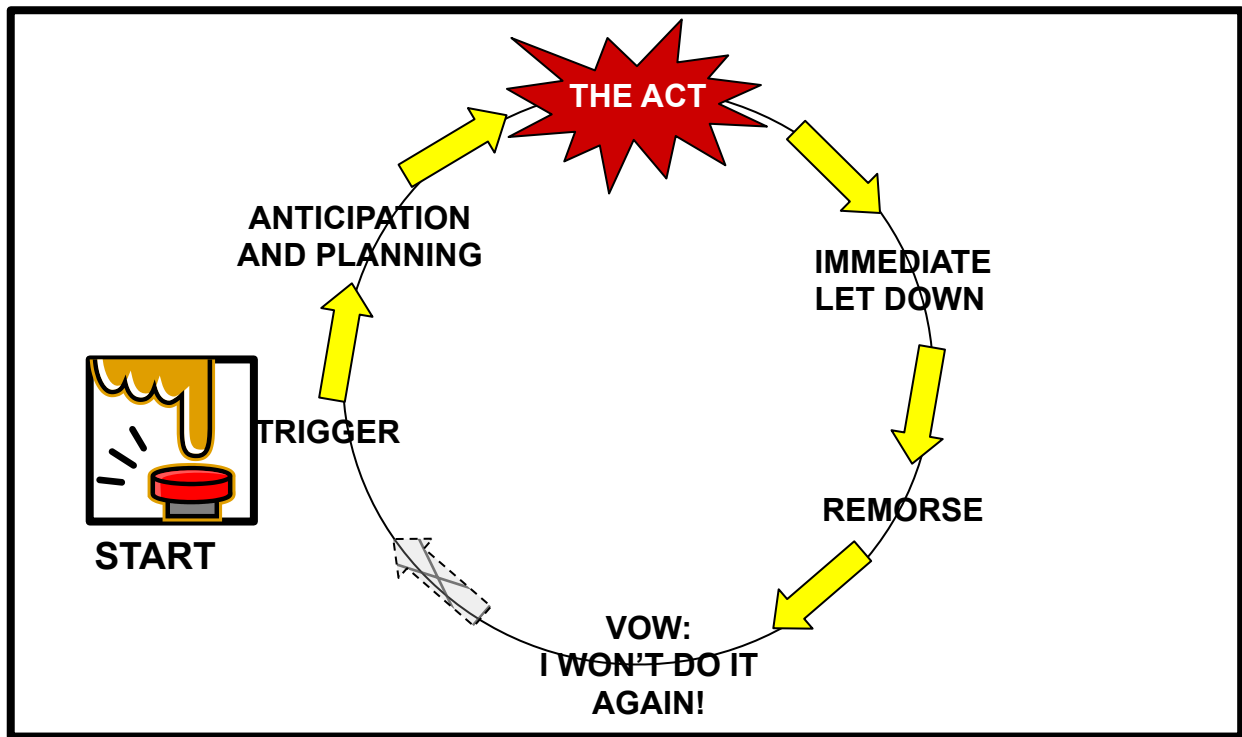 THE ACT
ANTICIPATION
AND PLANNING
IMMEDIATE
LET DOWN
TRIGGER
REMORSE
START
VOW:
I WON’T DO IT
AGAIN!